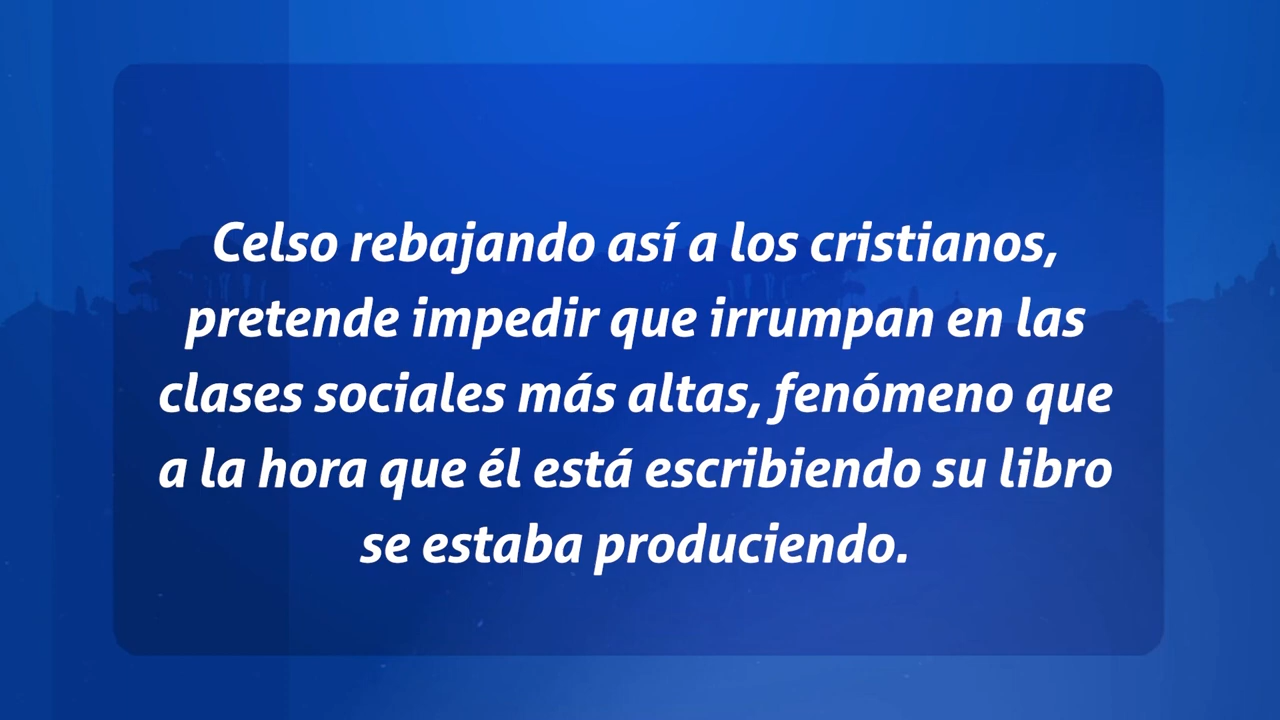 Celso rebajando así a los cristianos,
pretende impedir que irrumpan en las
clases sociales más altas, fenómeno que
a la hora que él está escribiendo su libro
se estaba produciendo.